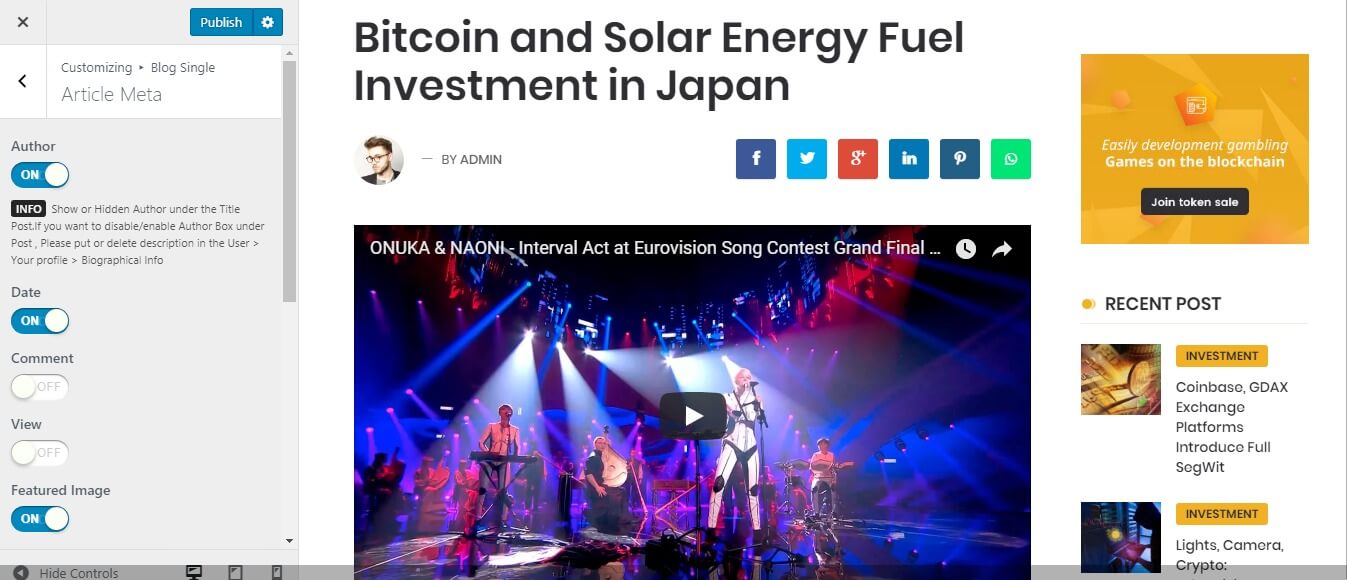 Publish
Customizing ▸ Blog Single
Article Meta
Author
ON
INFO Show or Hidden Author under the Title
Post.If you want to disable/enable Author Box under
Post , Please put or delete description in the User >
Your profile > Biographical Info
Date
ON
Comment
OFF
View
OFF
Featured Image
ON
Hide Controls
Bitcoin and Solar Energy Fuel
Investment in Japan
— BY ADMIN
ONUKA & NAONI - Interval Act at Eurovision Song Contest Grand Final ...
Easily development gambling
Games on the blockchain
Join token sale
RECENT POST
INVESTMENT
Coinbase, GDAX
Exchange
Platforms
Introduce Full
SegWit
INVESTMENT
Lights, Camera,
Crypto: